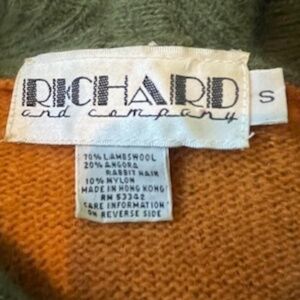 RICHARD
and company
S
70% LAMBSWOOL
20% ANGORA
RABBIT HAIR
10% NYLON
MADE IN HONG KONG
RN 53342
CARE INFORMATION
ON REVERSE SIDE